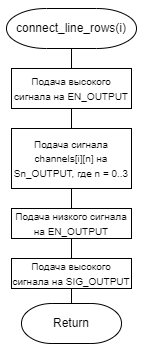 connect_line_rows(i)
Подача высокого
сигнала на EN_OUTPUT
Подача сигнала
channels[i][n] на
Sn_OUTPUT, где n = 0..3
Подача низкого сигнала
на EN_OUTPUT
Подача высокого
сигнала на SIG_OUTPUT
Return